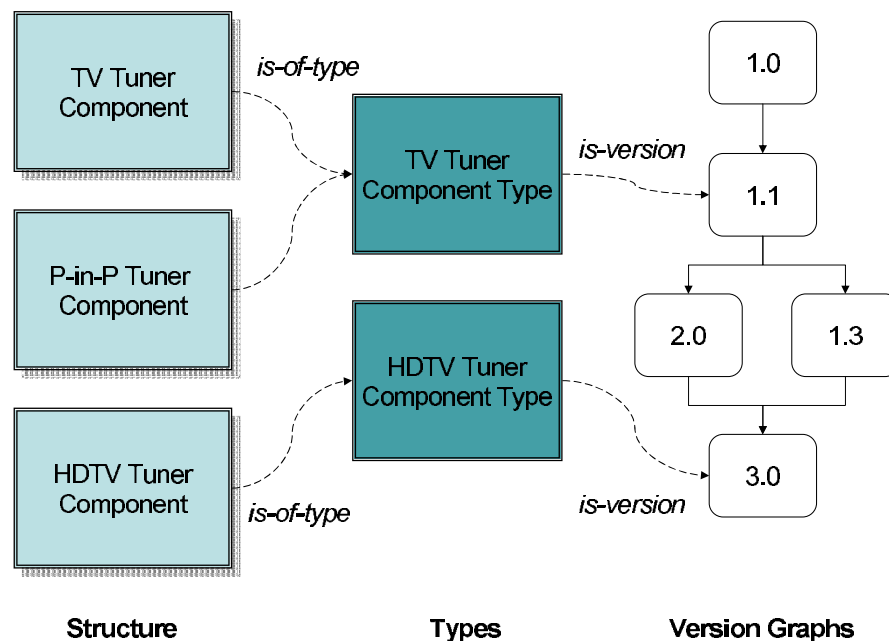 TV Tuner
Component
is-of-type
P-in-P Tuner
Component
HDTV Tuner
Component
is-of-type
TV Tuner
Component Type
is-version
HDTV Tuner
Component Type
is-version
1.0
1.1
2.0
1.3
3.0
Structure
Types
Version Graphs